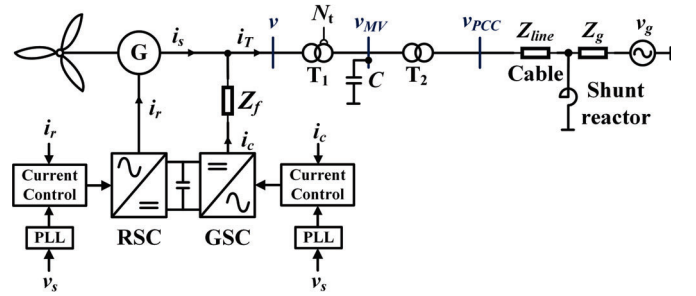 G
i_s
i_T
v
N_t
T_1
v_MV
C
T_2
v_PCC
Z_line
Cable
Z_g
v_g
Shunt
reactor
i_r
Z_f
i_c
i_r
Current
Control
PLL
v_s
RSC
GSC
i_c
Current
Control
PLL
v_s